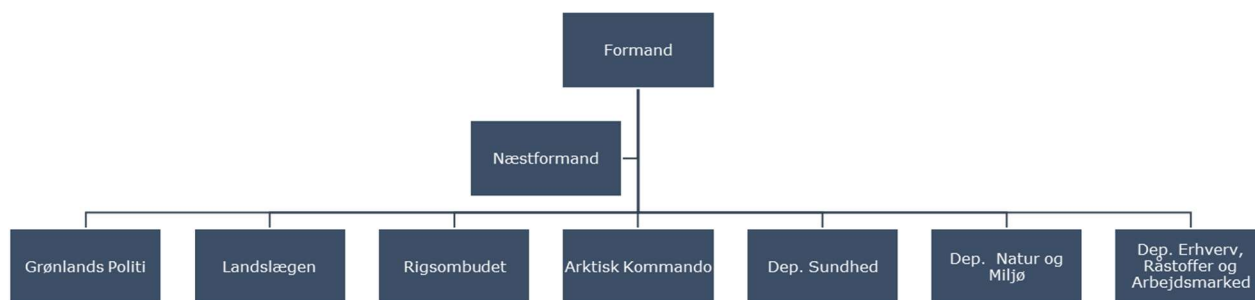 Formand
Næstformand
Grønlands Politi
Landslægen
Rigsombudet
Arktisk Kommando
Dep. Sundhed
Dep. Natur og
Miljø
Dep. Erhverv,
Råstoffer og
Arbejdsmarked